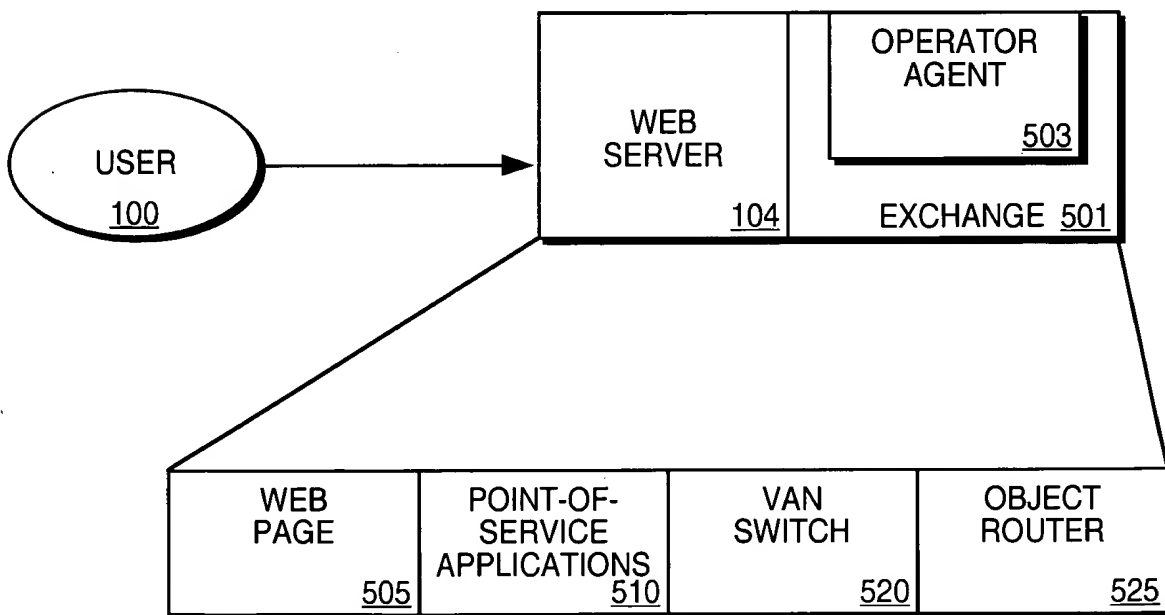 USER
100
WEB
SERVER
104
OPERATOR
AGENT
503
EXCHANGE 501
WEB
PAGE
505
POINT-OF-
SERVICE
APPLICATIONS
510
VAN
SWITCH
520
OBJECT
ROUTER
525